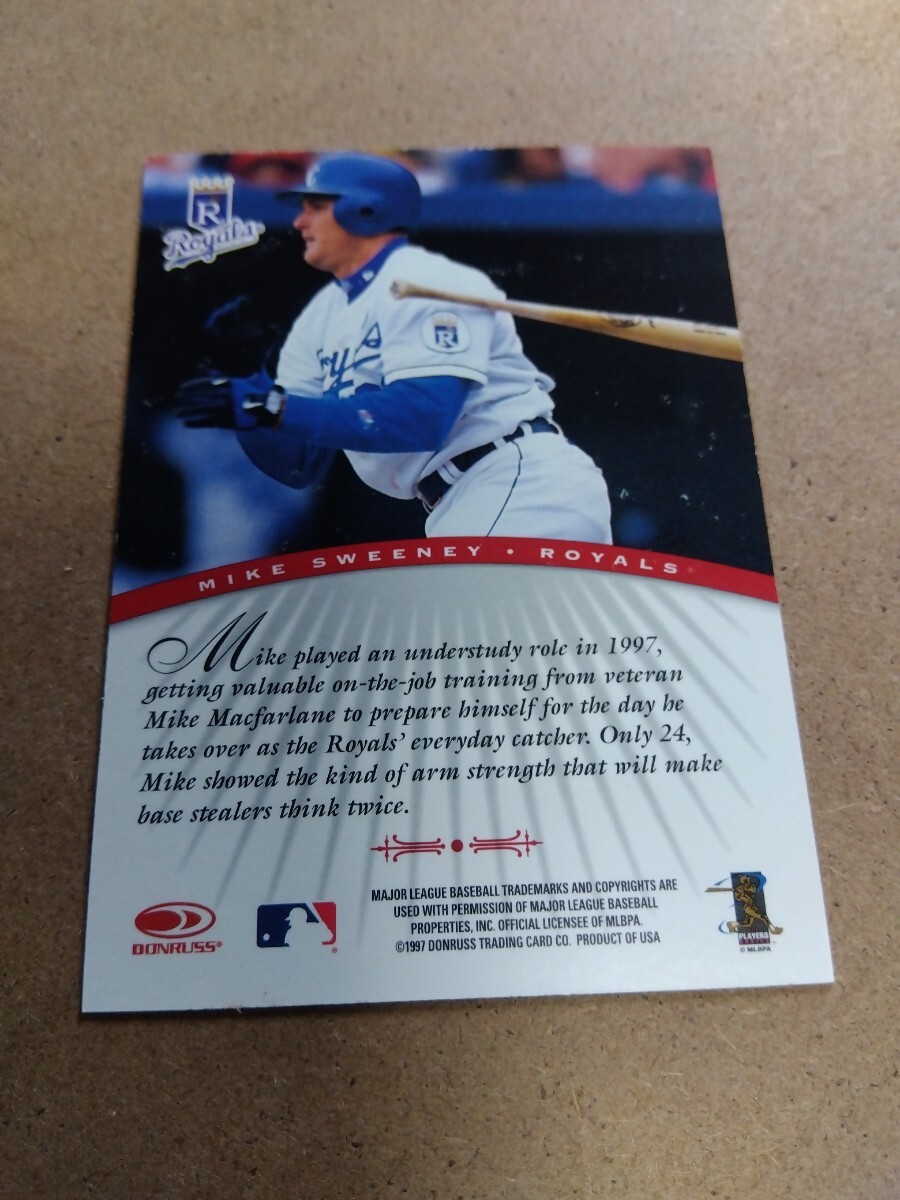 R
Royals
R
MIKE SWEENEY • ROYALS
Mike played an understudy role in 1997,
getting valuable on-the-job training from veteran
Mike Macfarlane to prepare himself for the day he
takes over as the Royals' everyday catcher. Only 24,
Mike showed the kind of arm strength that will make
base stealers think twice.
MAJOR LEAGUE BASEBALL TRADEMARKS AND COPYRIGHTS ARE
USED WITH PERMISSION OF MAJOR LEAGUE BASEBALL
PROPERTIES, INC. OFFICIAL LICENSEE OF MLBPA.
©1997 DONRUSS TRADING CARD CO. PRODUCT OF USA
DONRUSS®
PLAYERS
CHOICE
© MLBPA